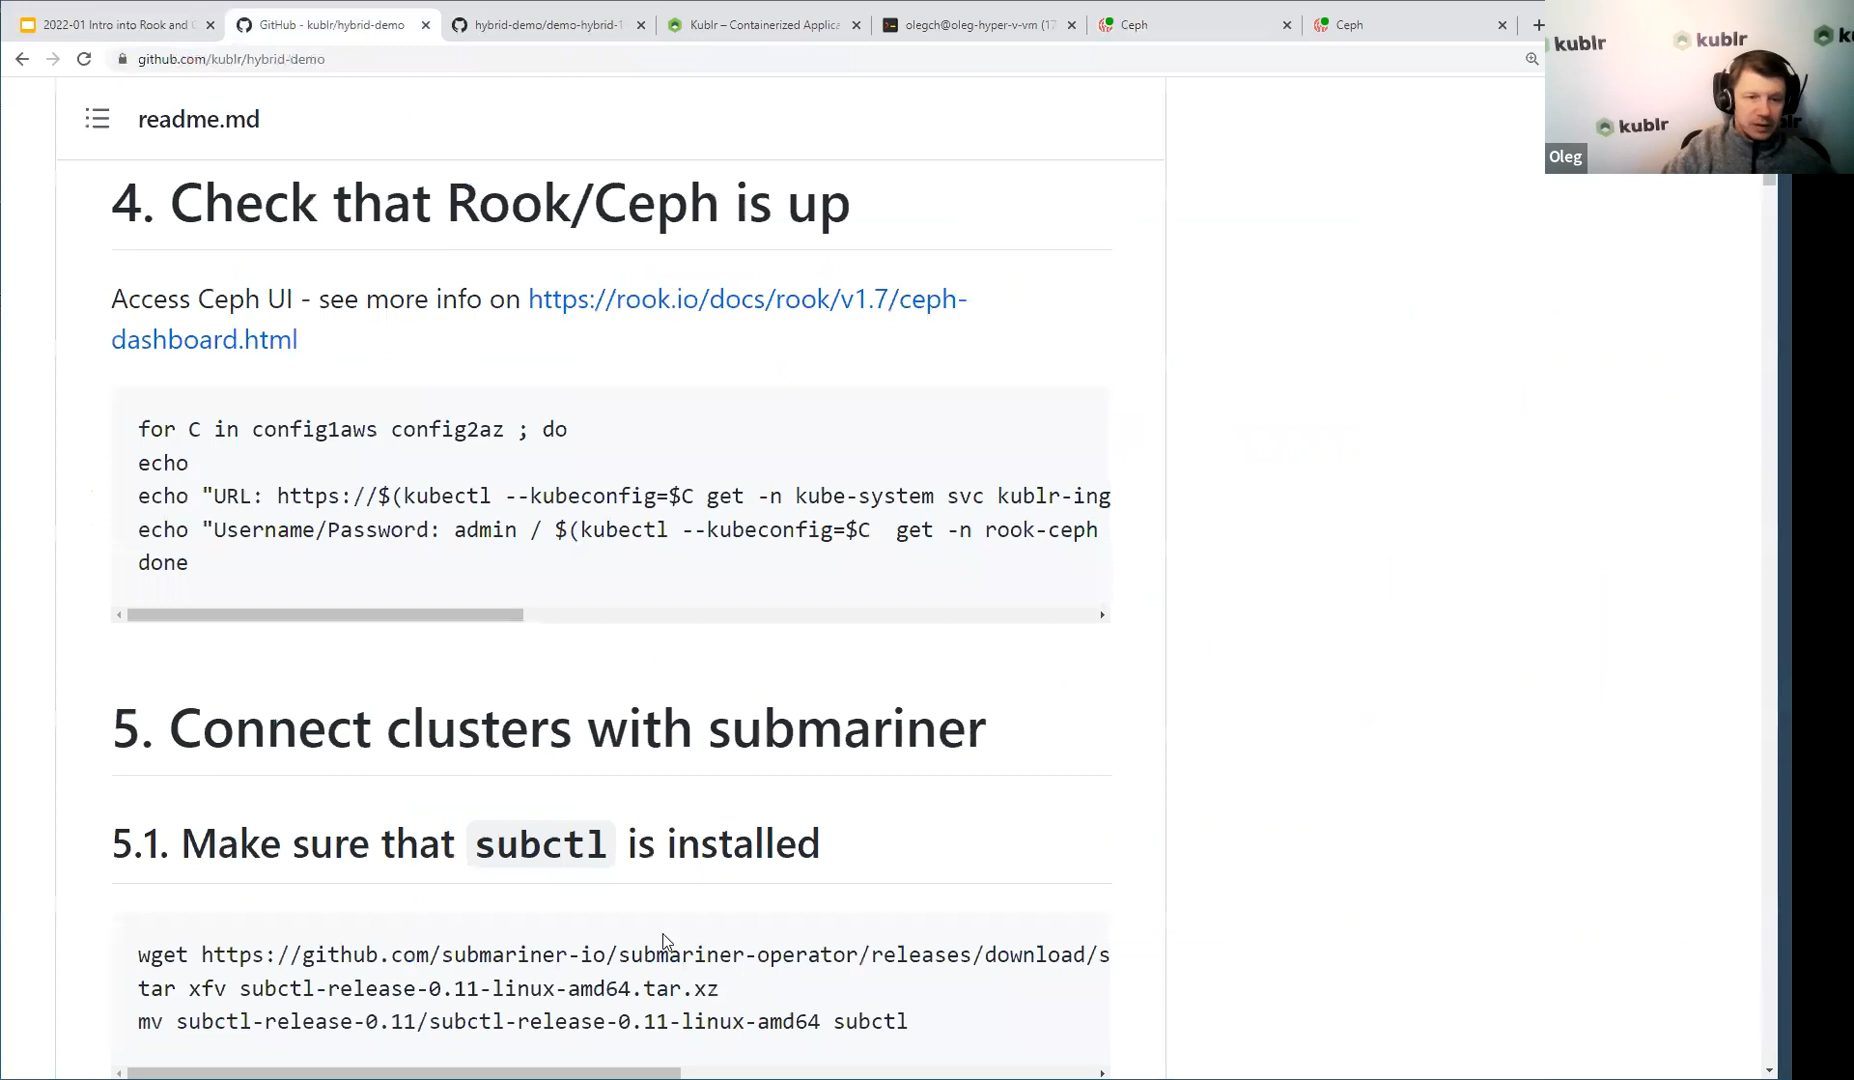 2022-01 Intro into Rook and C
GitHub - kublr/hybrid-demo
hybrid-demo/demo-hybrid-1
Kublr – Containerized Applica
olegch@oleg-hyper-v-vm (17
Ceph
Ceph
github.com/kublr/hybrid-demo
kublr
kublr
kublr
Oleg
readme.md
4. Check that Rook/Ceph is up
Access Ceph UI - see more info on https://rook.io/docs/rook/v1.7/ceph-
dashboard.html
for C in config1aws config2az ; do
echo
echo "URL: https://$(kubectl --kubeconfig=$C get -n kube-system svc kublr-ing
echo "Username/Password: admin / $(kubectl --kubeconfig=$C  get -n rook-ceph
done
5. Connect clusters with submariner
5.1. Make sure that subctl is installed
wget https://github.com/submariner-io/submariner-operator/releases/download/s
tar xfv subctl-release-0.11-linux-amd64.tar.xz
mv subctl-release-0.11/subctl-release-0.11-linux-amd64 subctl